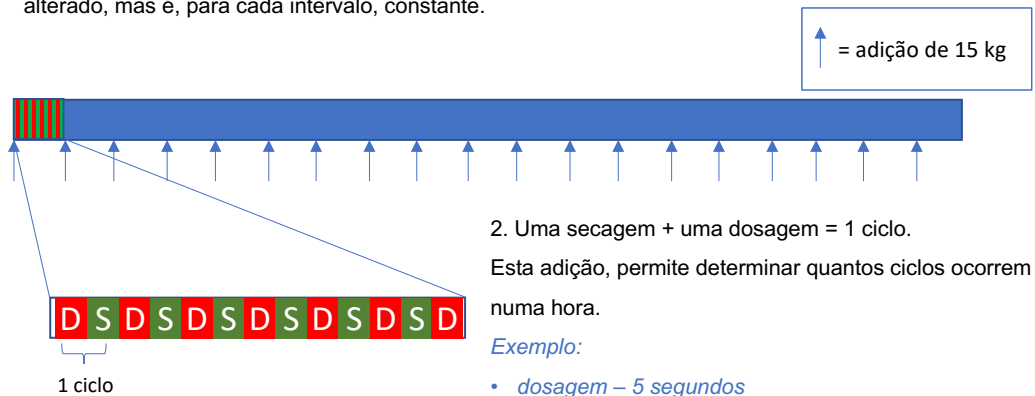 alterado, mas é, para cada intervalo, constante.
= adição de 15 kg
2. Uma secagem + uma dosagem = 1 ciclo.
Esta adição, permite determinar quantos ciclos ocorrem
numa hora.
Exemplo:
• dosagem – 5 segundos
D S D S D S D S D S D S D
1 ciclo